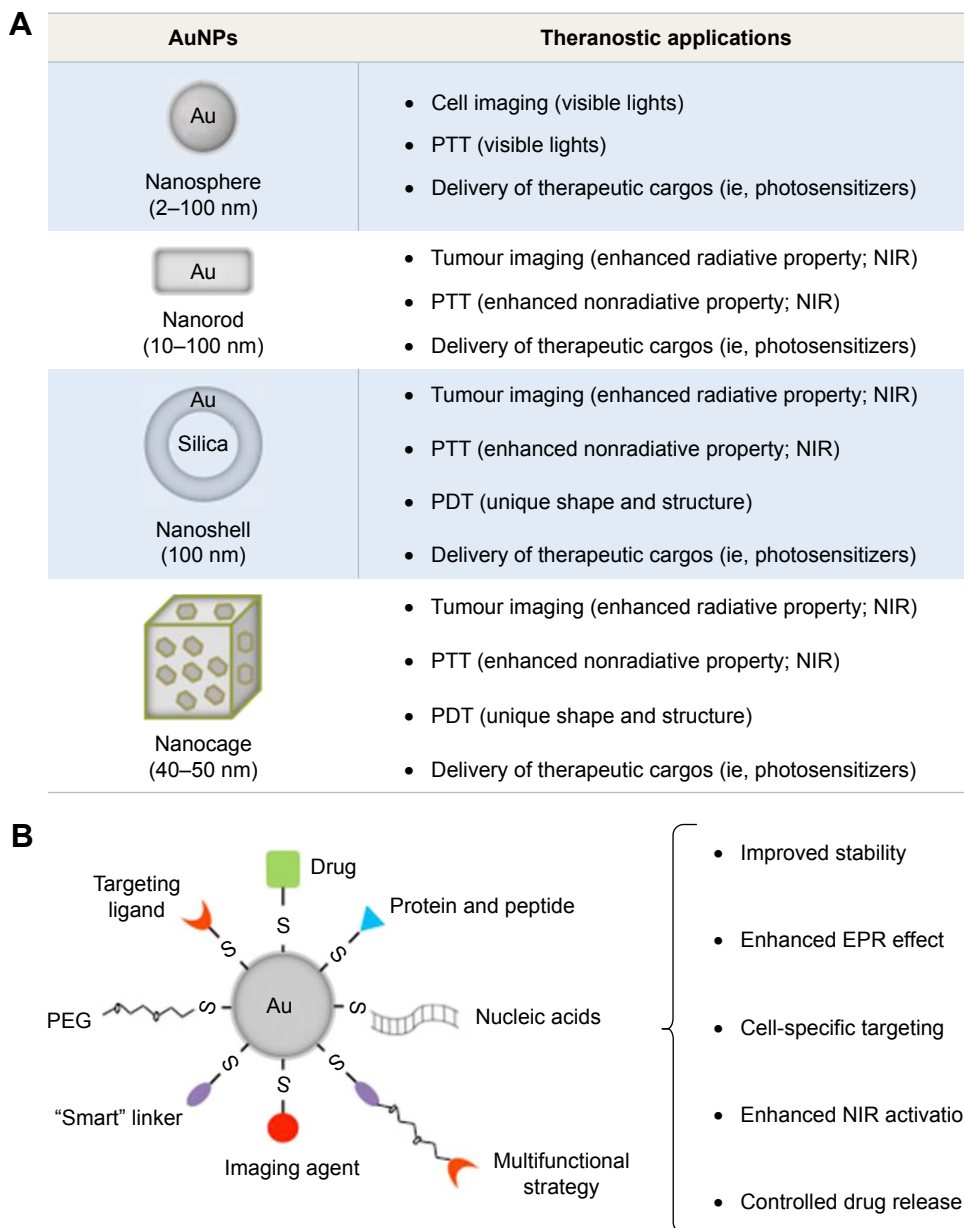 A
AuNPs
Theranostic applications
Au
Nanosphere
(2–100 nm)
• Cell imaging (visible lights)
• PTT (visible lights)
• Delivery of therapeutic cargos (ie, photosensitizers)
Au
Nanorod
(10–100 nm)
• Tumour imaging (enhanced radiative property; NIR)
• PTT (enhanced nonradiative property; NIR)
• Delivery of therapeutic cargos (ie, photosensitizers)
Au
Silica
Nanoshell
(100 nm)
• Tumour imaging (enhanced radiative property; NIR)
• PTT (enhanced nonradiative property; NIR)
• PDT (unique shape and structure)
• Delivery of therapeutic cargos (ie, photosensitizers)
Nanocage
(40–50 nm)
• Tumour imaging (enhanced radiative property; NIR)
• PTT (enhanced nonradiative property; NIR)
• PDT (unique shape and structure)
• Delivery of therapeutic cargos (ie, photosensitizers)
B
Drug
Targeting
ligand
Protein and peptide
S
S
S
PEG
S
Au
S
Nucleic acids
S
S
S
"Smart" linker
Imaging agent
Multifunctional
strategy
• Improved stability
• Enhanced EPR effect
• Cell-specific targeting
• Enhanced NIR activatio
• Controlled drug release